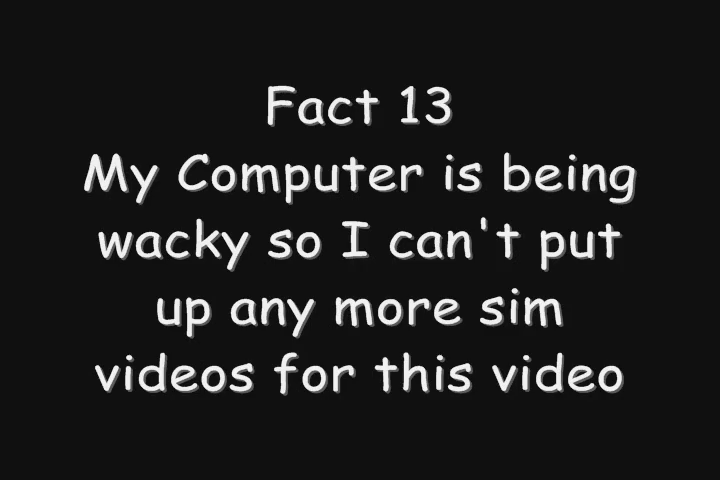 Fact 13
My Computer is being
wacky so I can't put
up any more sim
videos for this video